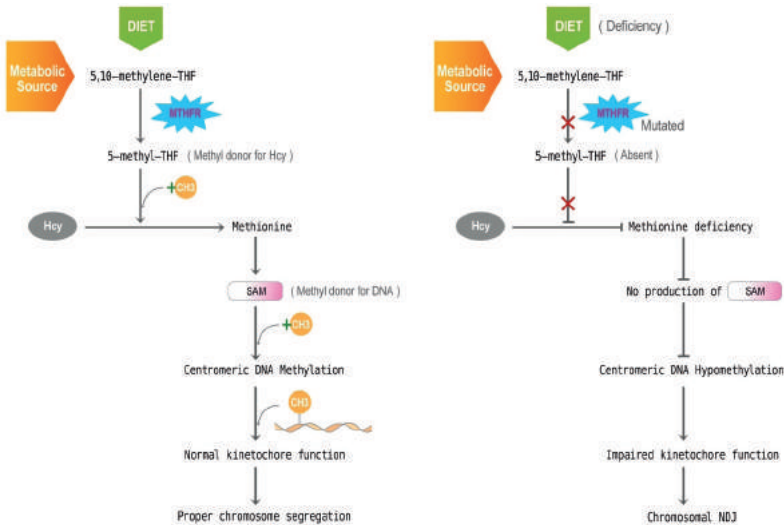 DIET
Metabolic
Source
5,10-methylene-THF
MTHFR
5-methyl-THF ( Methyl donor for Hcy )
+CH3
Hcy
Methionine
SAM ( Methyl donor for DNA )
+CH3
Centromeric DNA Methylation
CH3
Normal kinetochore function
Proper chromosome segregation
DIET ( Deficiency )
Metabolic
Source
5,10-methylene-THF
MTHFR
Mutated
5-methyl-THF ( Absent )
Hcy
Methionine deficiency
No production of SAM
Centromeric DNA Hypomethylation
Impaired kinetochore function
Chromosomal NDJ